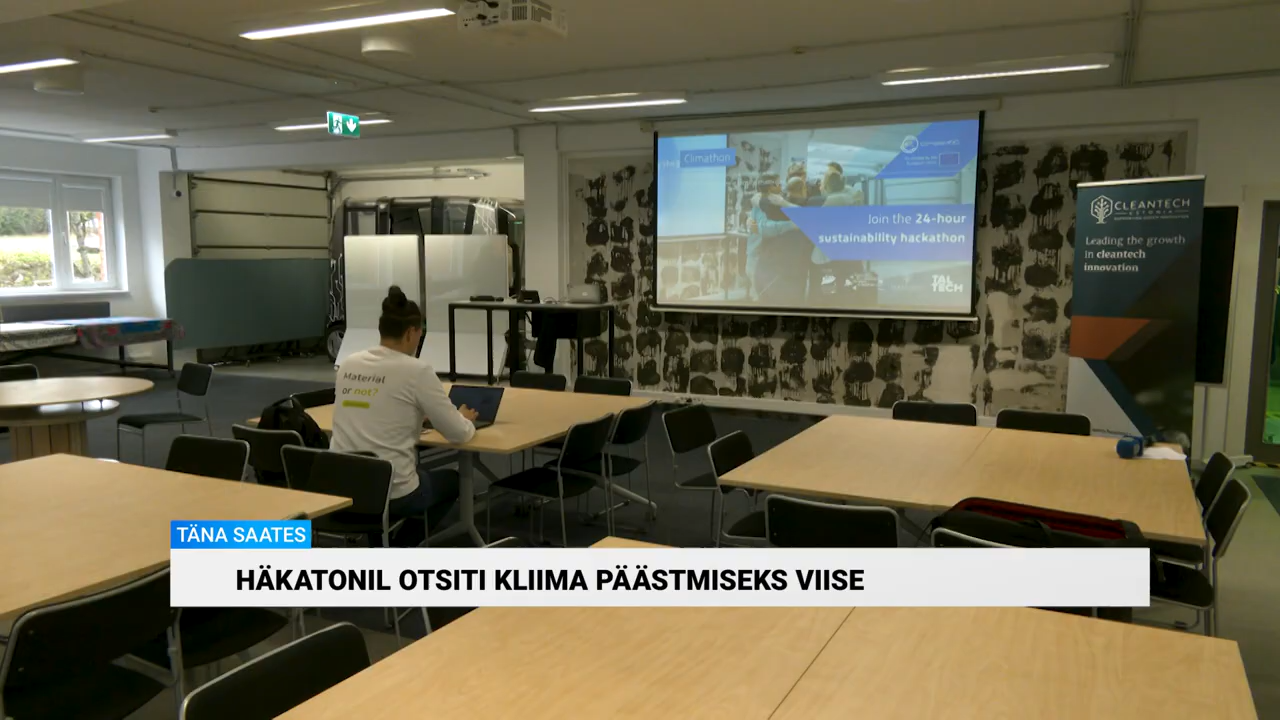 Climathon
Join the 24-hour
sustainability hackathon
TAL
TECH
CLEANTECH
ESTONIA
Leading the growth
in cleantech
innovation
Material
or not?
TÄNA SAATES
HÄKATONIL OTSITI KLIIMA PÄÄSTMISEKS VIISE